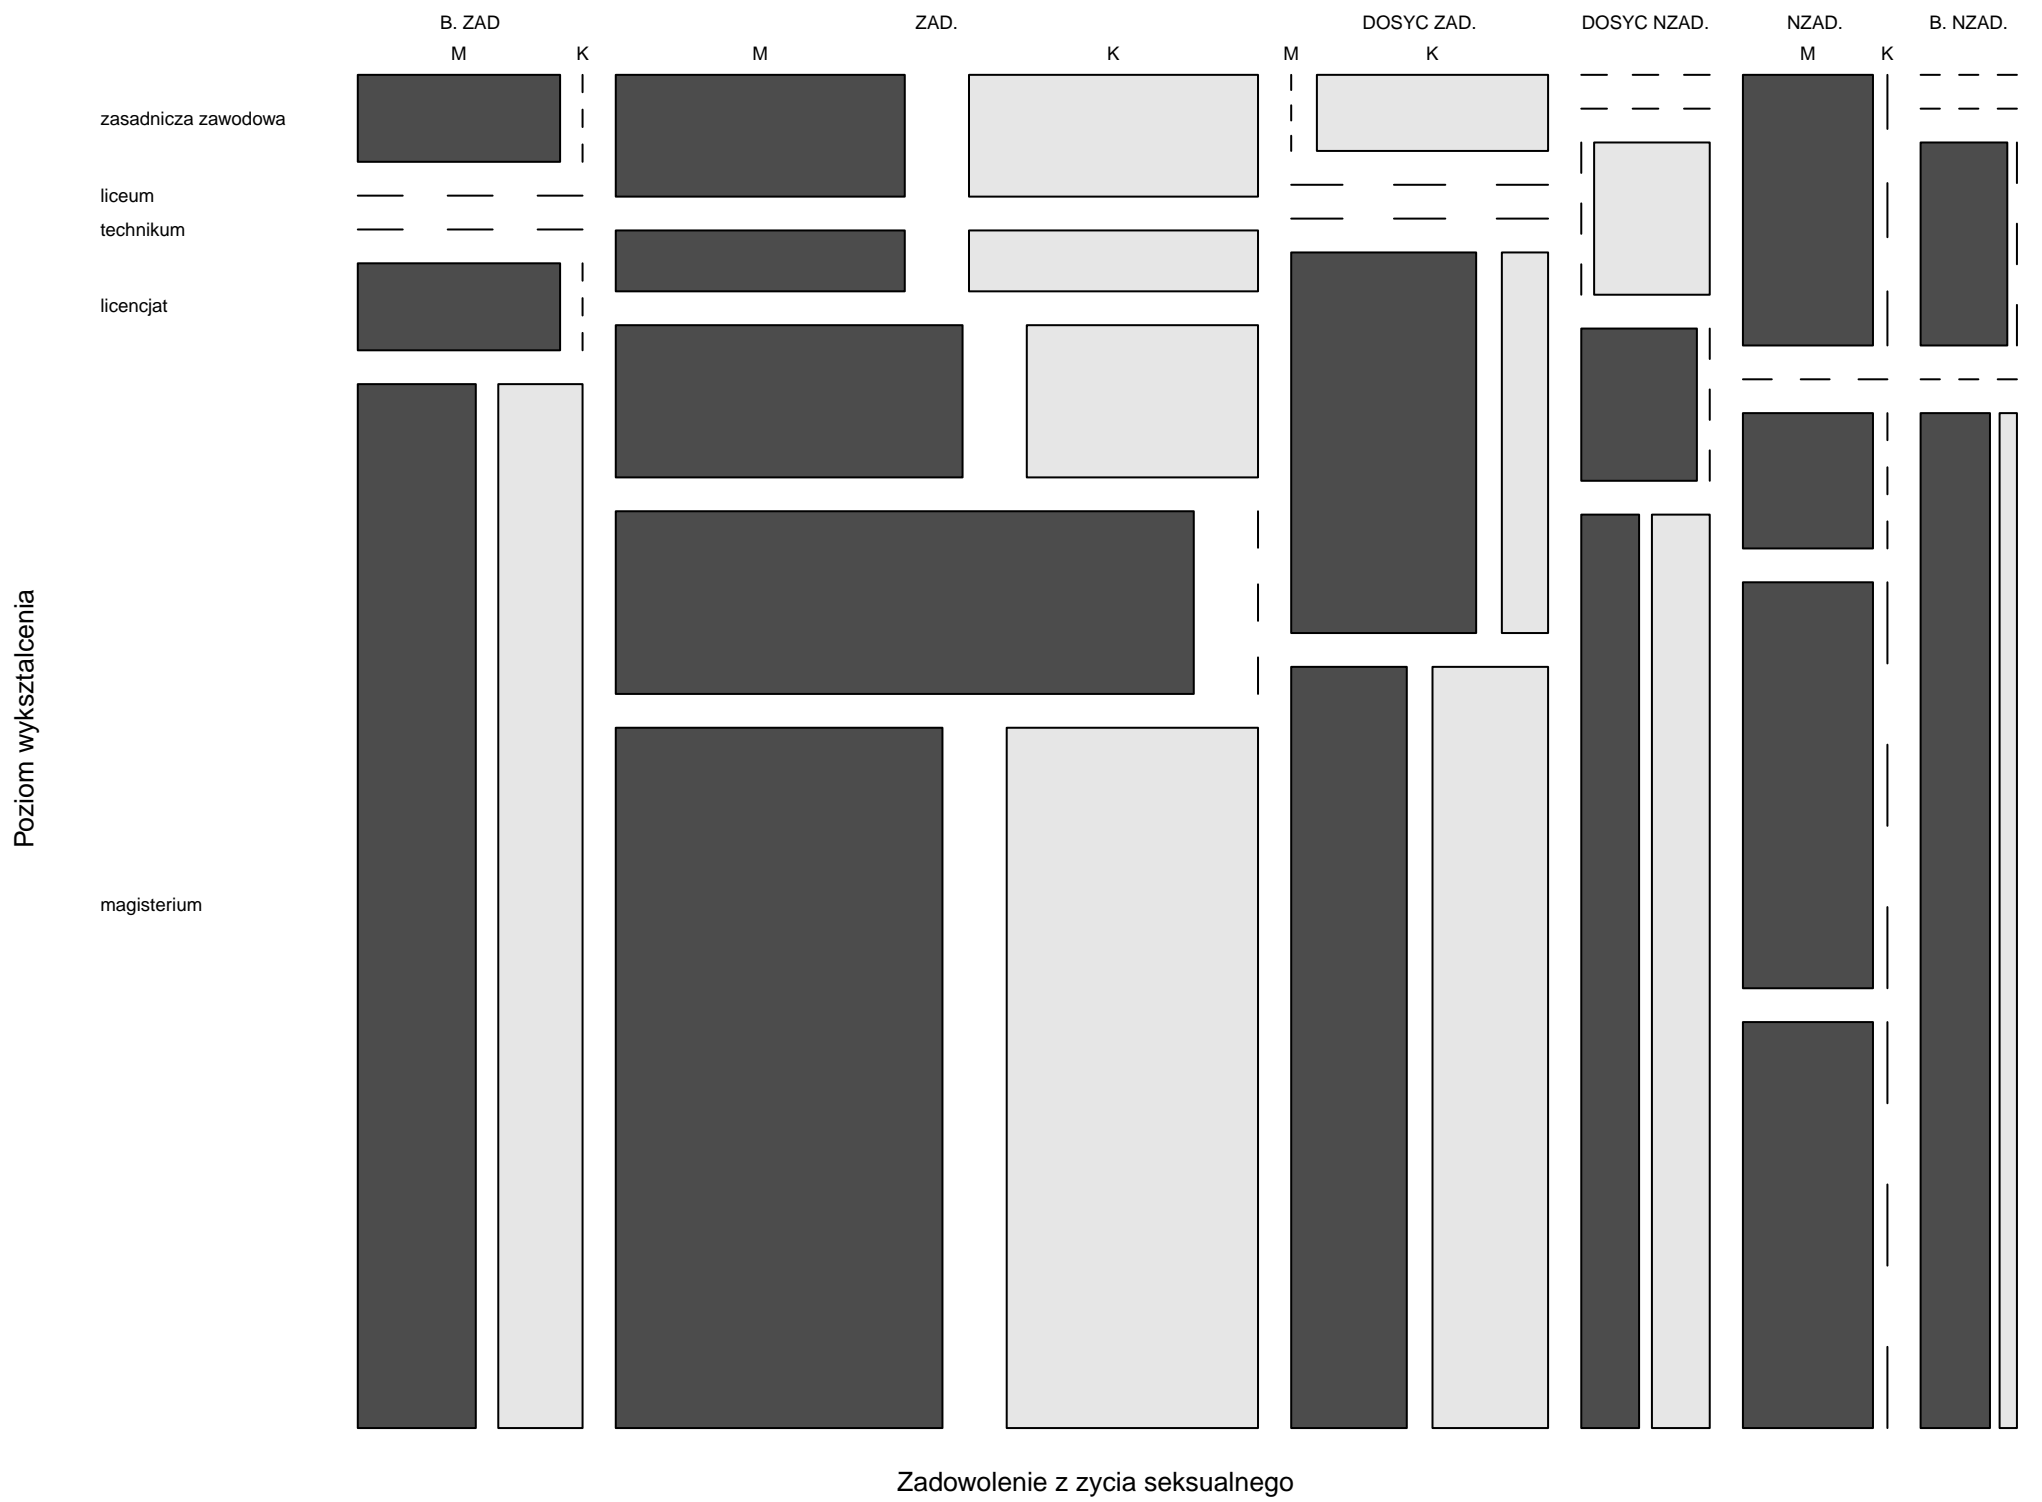 B. ZAD ZAD. DOSYC ZAD. DOSYC NZAD. NZAD. B. NZAD.
M K M K M K M K
zasadnicza zawodowa
liceum
technikum
licencjat
magisterium
Poziom wyksztalcenia
Zadowolenie z zycia seksualnego